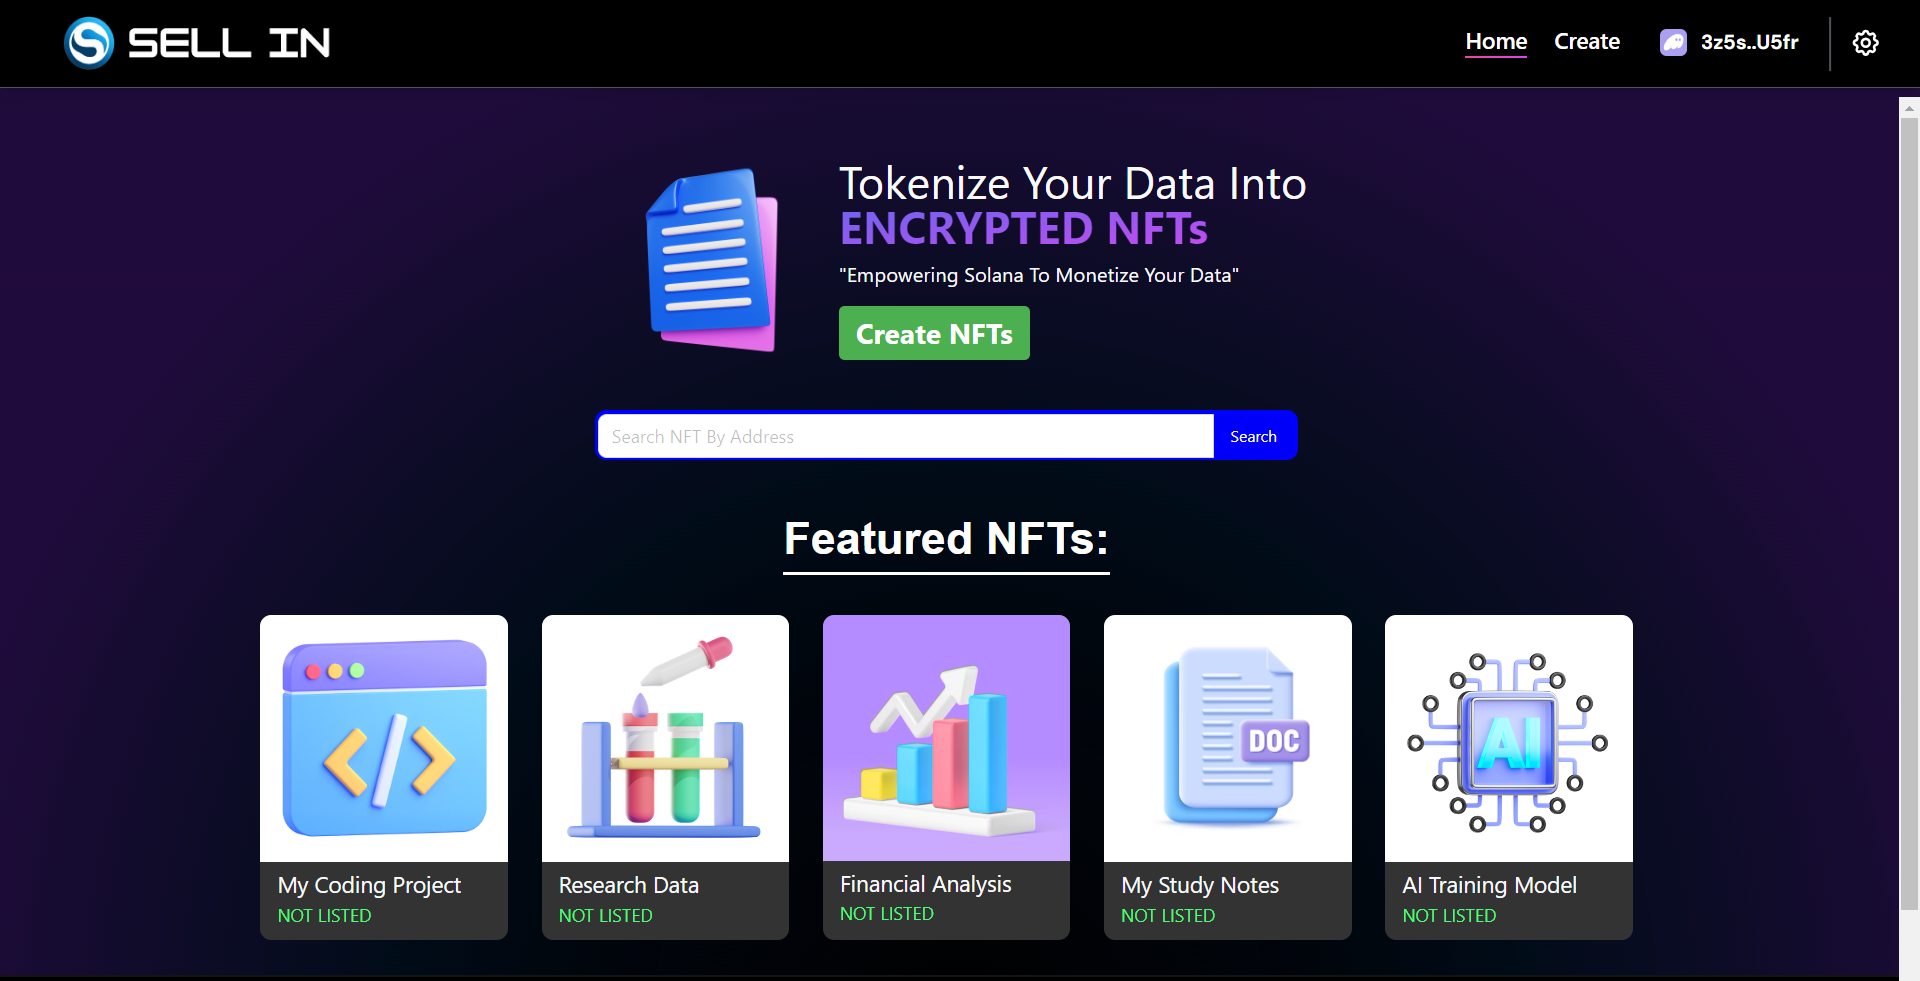 SELL IN
Home
Create
3z5s..U5fr
Tokenize Your Data Into
ENCRYPTED NFTs
"Empowering Solana To Monetize Your Data"
Create NFTs
Search NFT By Address
Search
Featured NFTs:
DOC
AI
My Coding Project
NOT LISTED
Research Data
NOT LISTED
Financial Analysis
NOT LISTED
My Study Notes
NOT LISTED
AI Training Model
NOT LISTED